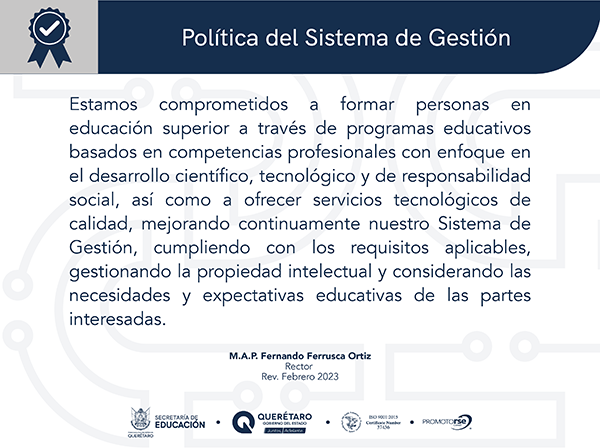 Política del Sistema de Gestión
Estamos comprometidos a formar personas en
educación superior a través de programas educativos
basados en competencias profesionales con enfoque en
el desarrollo científico, tecnológico y de responsabilidad
social, así como a ofrecer servicios tecnológicos de
calidad, mejorando continuamente nuestro Sistema de
Gestión, cumpliendo con los requisitos aplicables,
gestionando la propiedad intelectual y considerando las
necesidades y expectativas educativas de las partes
interesadas.
M.A.P. Fernando Ferrusca Ortiz
Rector
Rev. Febrero 2023
QUERÉTARO
SECRETARÍA DE
EDUCACIÓN
QUERÉTARO
GOBIERNO DEL ESTADO
Juntos, Adelante.
ISO 9001:2015
Certificate Number
57456
PROMOTORrse